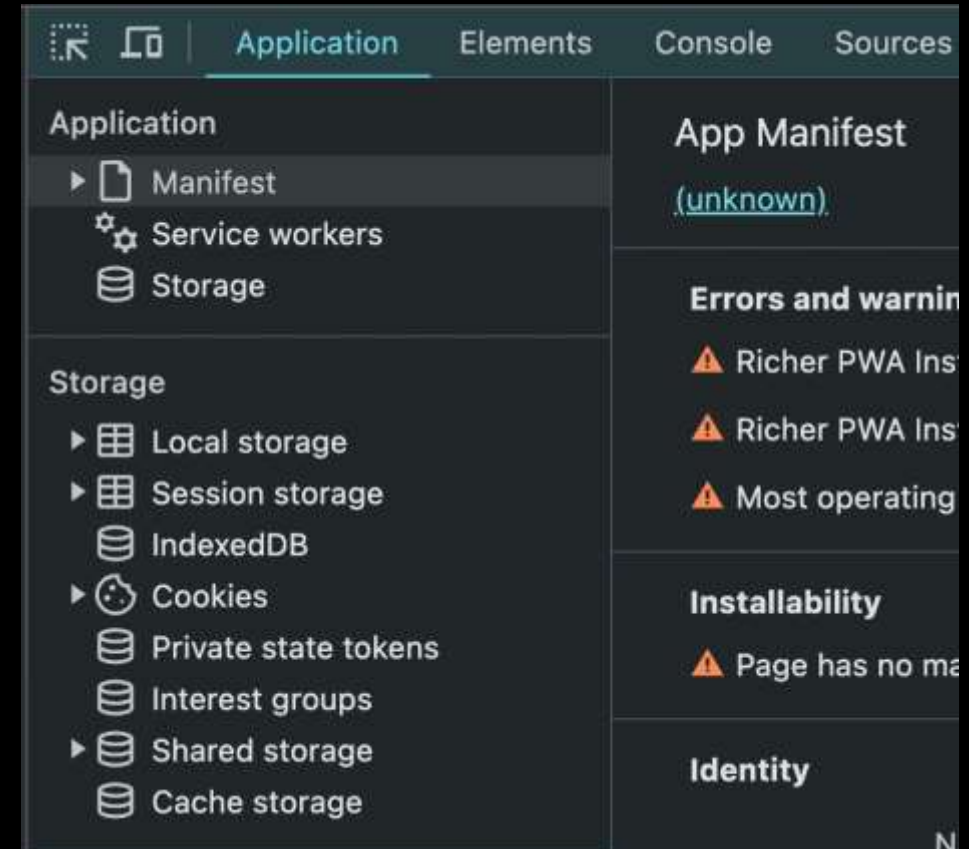 Application Elements Console Sources
Application
Manifest
Service workers
Storage
Storage
Local storage
Session storage
IndexedDB
Cookies
Private state tokens
Interest groups
Shared storage
Cache storage
App Manifest
(unknown)
Errors and warnin
Richer PWA Ins
Richer PWA Ins
Most operating
Installability
Page has no ma
Identity
N